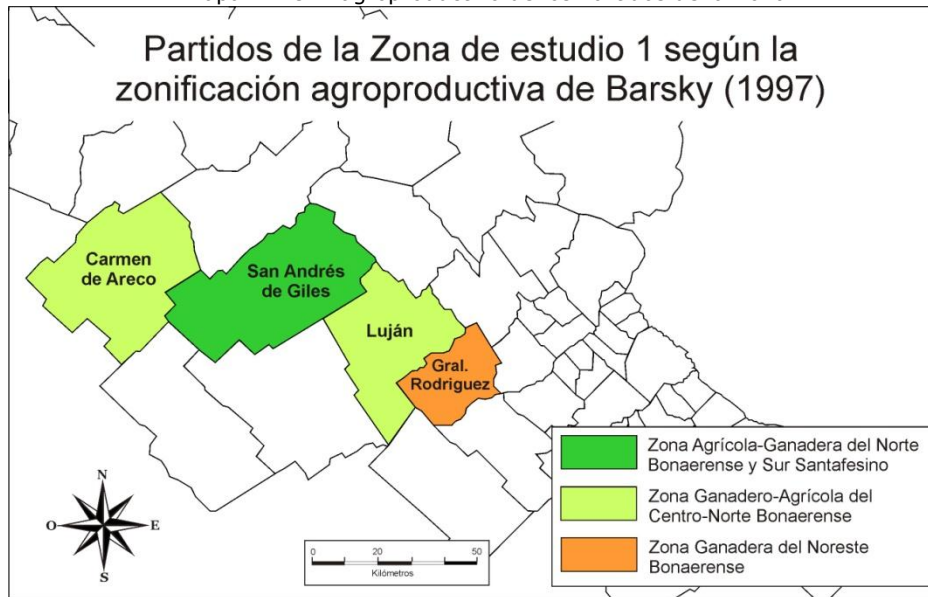 Partidos de la Zona de estudio 1 según la
zonificación agroproductiva de Barsky (1997)
Carmen
de Areco
San Andrés
de Giles
Luján
Gral.
Rodriguez
Zona Agrícola-Ganadera del Norte
Bonaerense y Sur Santafesino
Zona Ganadero-Agrícola del
Centro-Norte Bonaerense
Zona Ganadera del Noreste
Bonaerense
N
O
E
S
0 20 40 50
Kilómetros